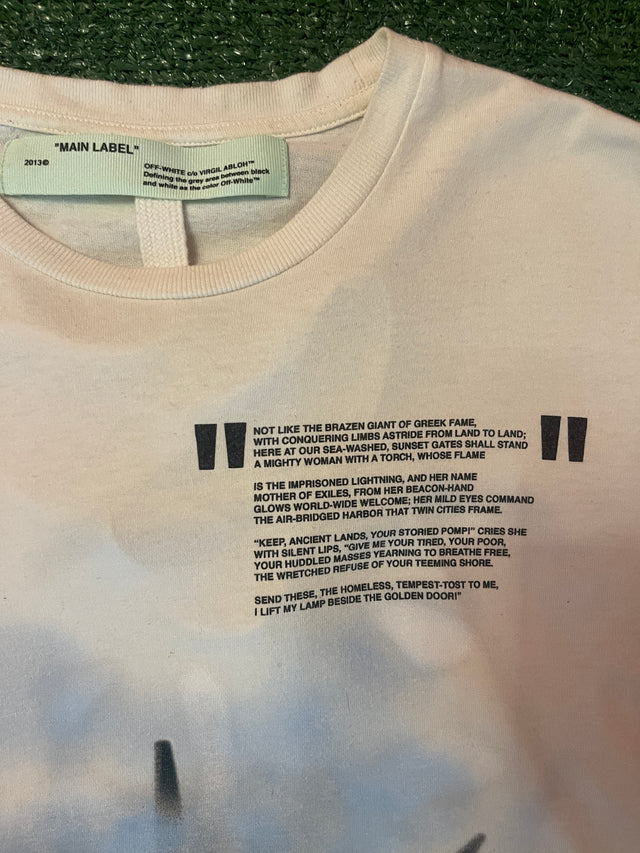 "MAIN LABEL"
2013©
OFF-WHITE c/o VIRGIL ABLOH™
Defining the grey area between black
and white as the color Off-White™
"NOT LIKE THE BRAZEN GIANT OF GREEK FAME,
WITH CONQUERING LIMBS ASTRIDE FROM LAND TO LAND;
HERE AT OUR SEA-WASHED, SUNSET GATES SHALL STAND
A MIGHTY WOMAN WITH A TORCH, WHOSE FLAME
IS THE IMPRISONED LIGHTNING, AND HER NAME
MOTHER OF EXILES, FROM HER BEACON-HAND
GLOWS WORLD-WIDE WELCOME; HER MILD EYES COMMAND
THE AIR-BRIDGED HARBOR THAT TWIN CITIES FRAME.
“KEEP, ANCIENT LANDS, YOUR STORIED POMP!” CRIES SHE
WITH SILENT LIPS, “GIVE ME YOUR TIRED, YOUR POOR,
YOUR HUDDLED MASSES YEARNING TO BREATHE FREE,
THE WRETCHED REFUSE OF YOUR TEEMING SHORE.
SEND THESE, THE HOMELESS, TEMPEST-TOST TO ME,
I LIFT MY LAMP BESIDE THE GOLDEN DOOR!”"